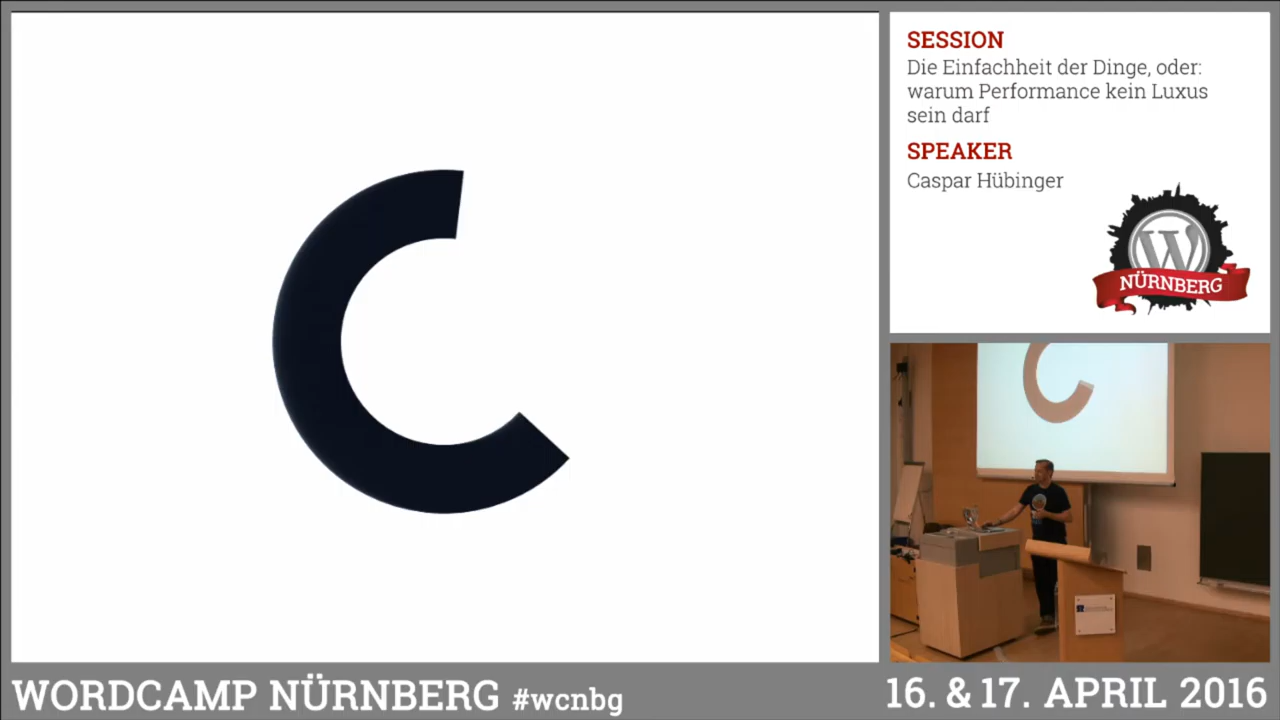 SESSION
Die Einfachheit der Dinge, oder:
warum Performance kein Luxus
sein darf
SPEAKER
Caspar Hübinger
W
NÜRNBERG
C
WORDCAMP NÜRNBERG #wcnbg
16. & 17. APRIL 2016